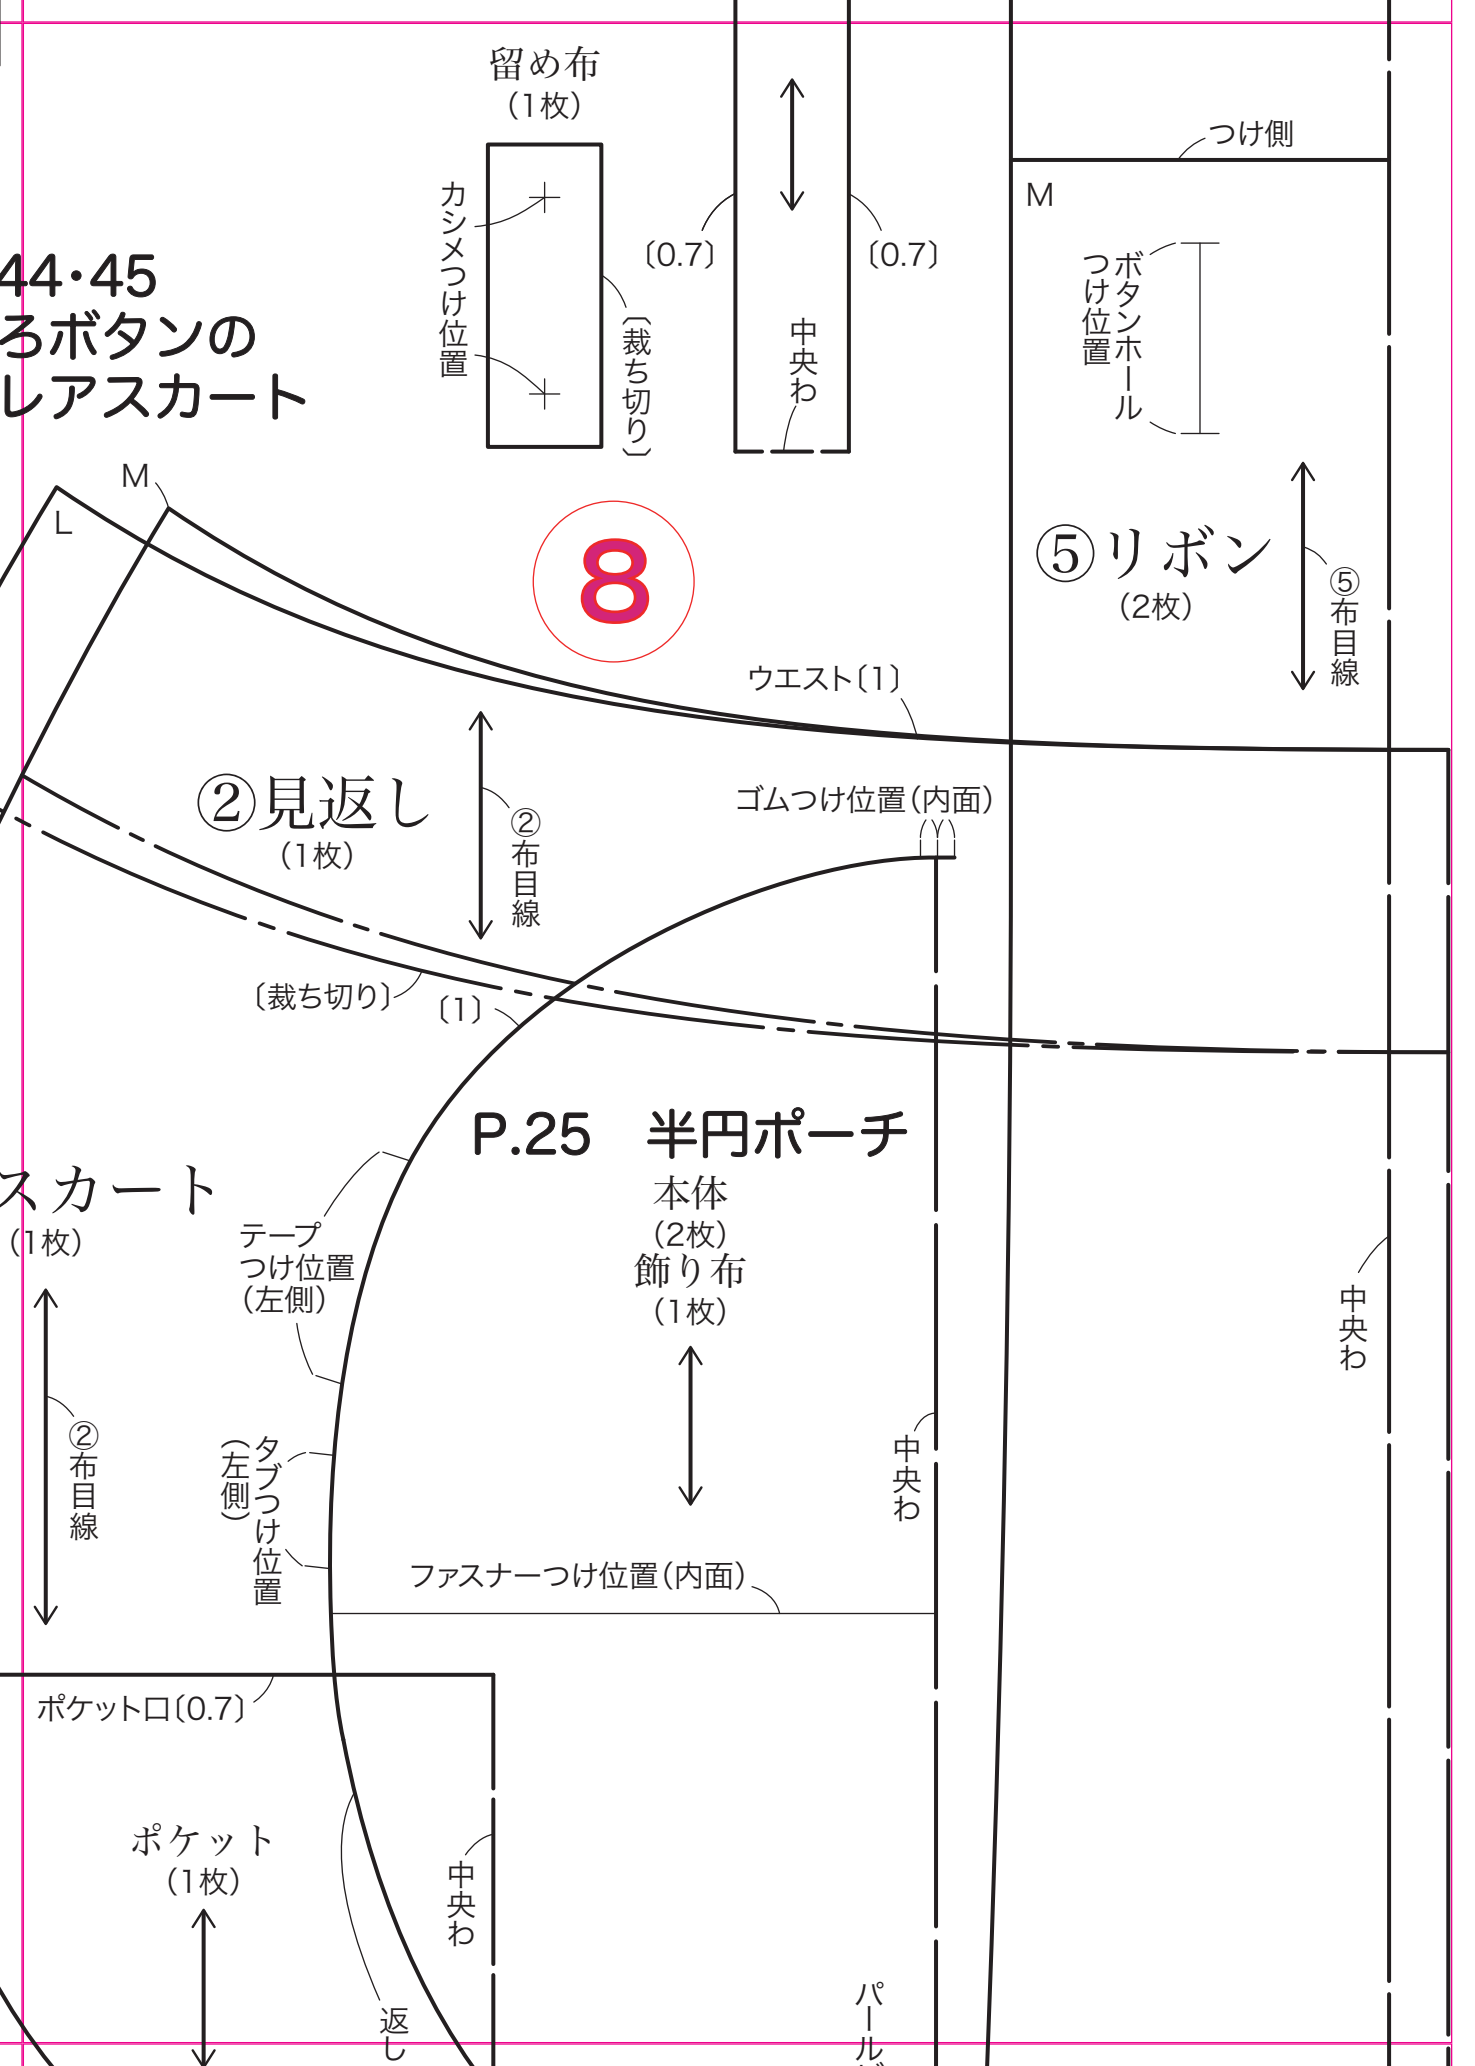 留め布
(1枚)
カシメつけ位置
〔裁ち切り〕
〔0.7〕
〔0.7〕
中央わ
つけ側
M
ボタンホール
つけ位置
44・45
ろボタンの
レアスカート
M
L
8
⑤リボン
(2枚)
⑤布目線
ウエスト〔1〕
②見返し
(1枚)
②布目線
ゴムつけ位置(内面)
〔裁ち切り〕
〔1〕
P.25 半円ポーチ
本体
(2枚)
飾り布
(1枚)
スカート
(1枚)
テープ
つけ位置
(左側)
中央わ
②布目線
タブつけ位置
(左側)
中央わ
ファスナーつけ位置(内面)
ポケット口〔0.7〕
ポケット
(1枚)
中央わ
返し
パール